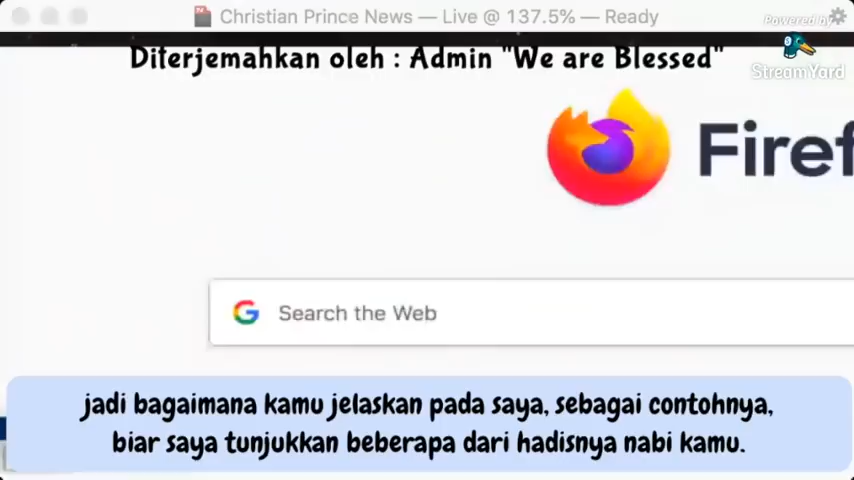 Christian Prince News — Live @ 137.5% — Ready
Powered by
StreamYard
Diterjemahkan oleh : Admin "We are Blessed"
Firef
Search the Web
jadi bagaimana kamu jelaskan pada saya, sebagai contohnya,
biar saya tunjukkan beberapa dari hadisnya nabi kamu.